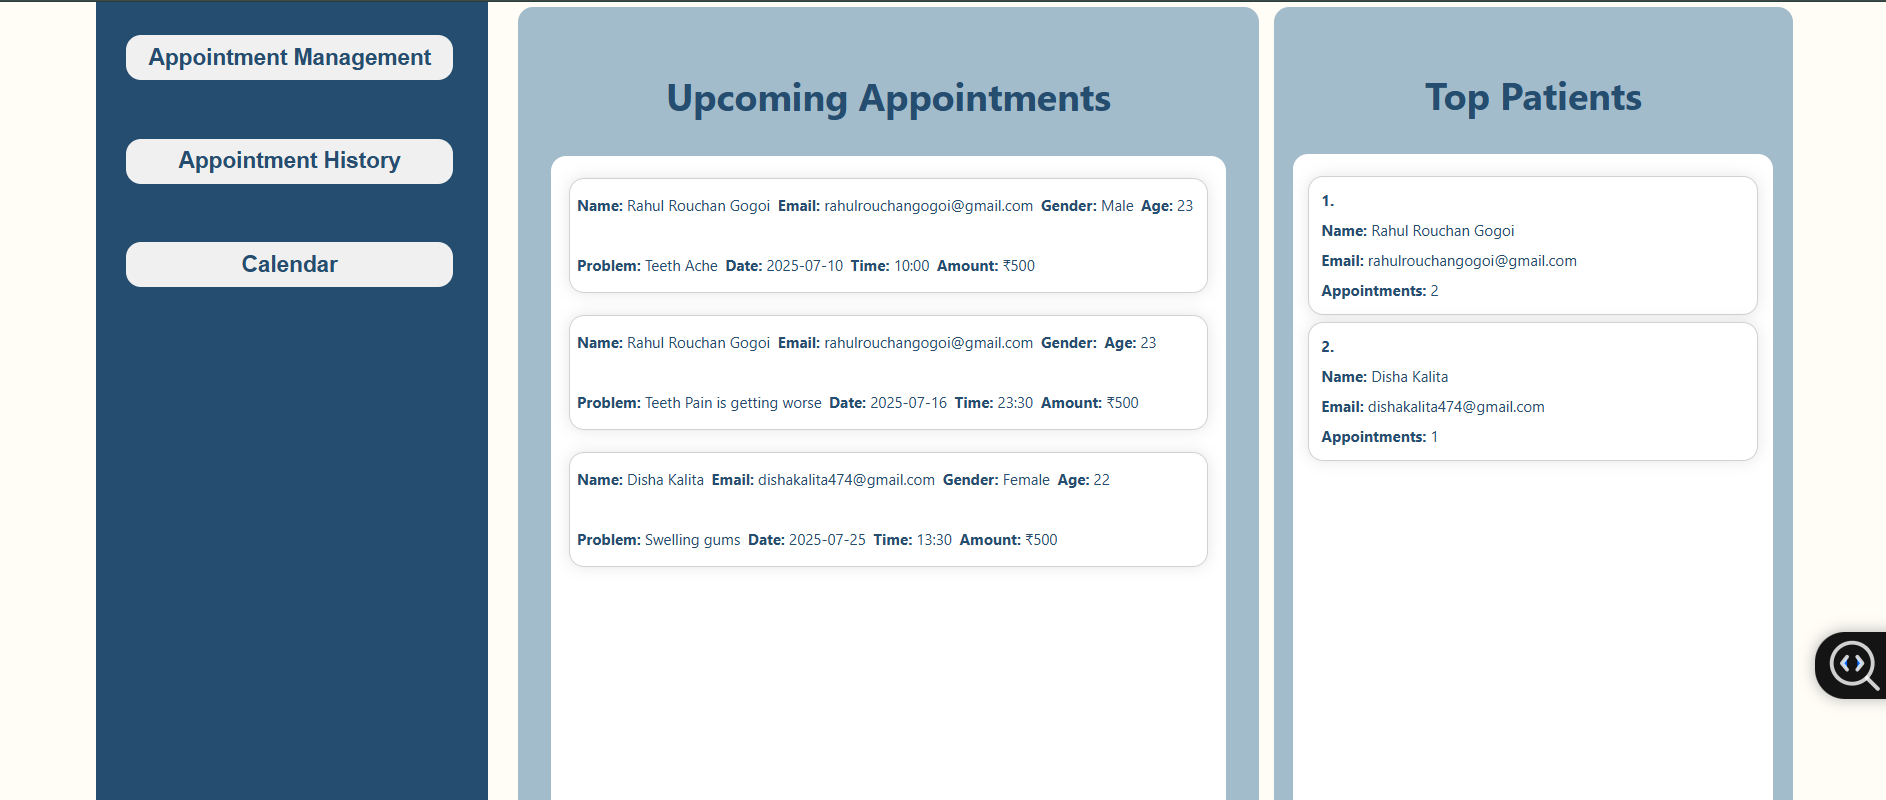 Appointment Management
Appointment History
Calendar
Upcoming Appointments
Name: Rahul Rouchan Gogoi Email: rahulrouchangogoi@gmail.com Gender: Male Age: 23
Problem: Teeth Ache Date: 2025-07-10 Time: 10:00 Amount: ₹500
Name: Rahul Rouchan Gogoi Email: rahulrouchangogoi@gmail.com Gender: Age: 23
Problem: Teeth Pain is getting worse Date: 2025-07-16 Time: 23:30 Amount: ₹500
Name: Disha Kalita Email: dishakalita474@gmail.com Gender: Female Age: 22
Problem: Swelling gums Date: 2025-07-25 Time: 13:30 Amount: ₹500
Top Patients
1.
Name: Rahul Rouchan Gogoi
Email: rahulrouchangogoi@gmail.com
Appointments: 2
2.
Name: Disha Kalita
Email: dishakalita474@gmail.com
Appointments: 1